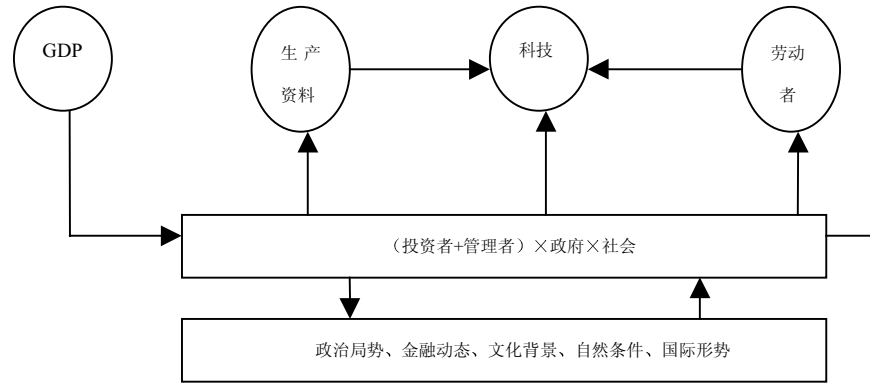 GDP
生产
资料
科技
劳动
者
（投资者+管理者）×政府×社会
政治局势、金融动态、文化背景、自然条件、国际形势